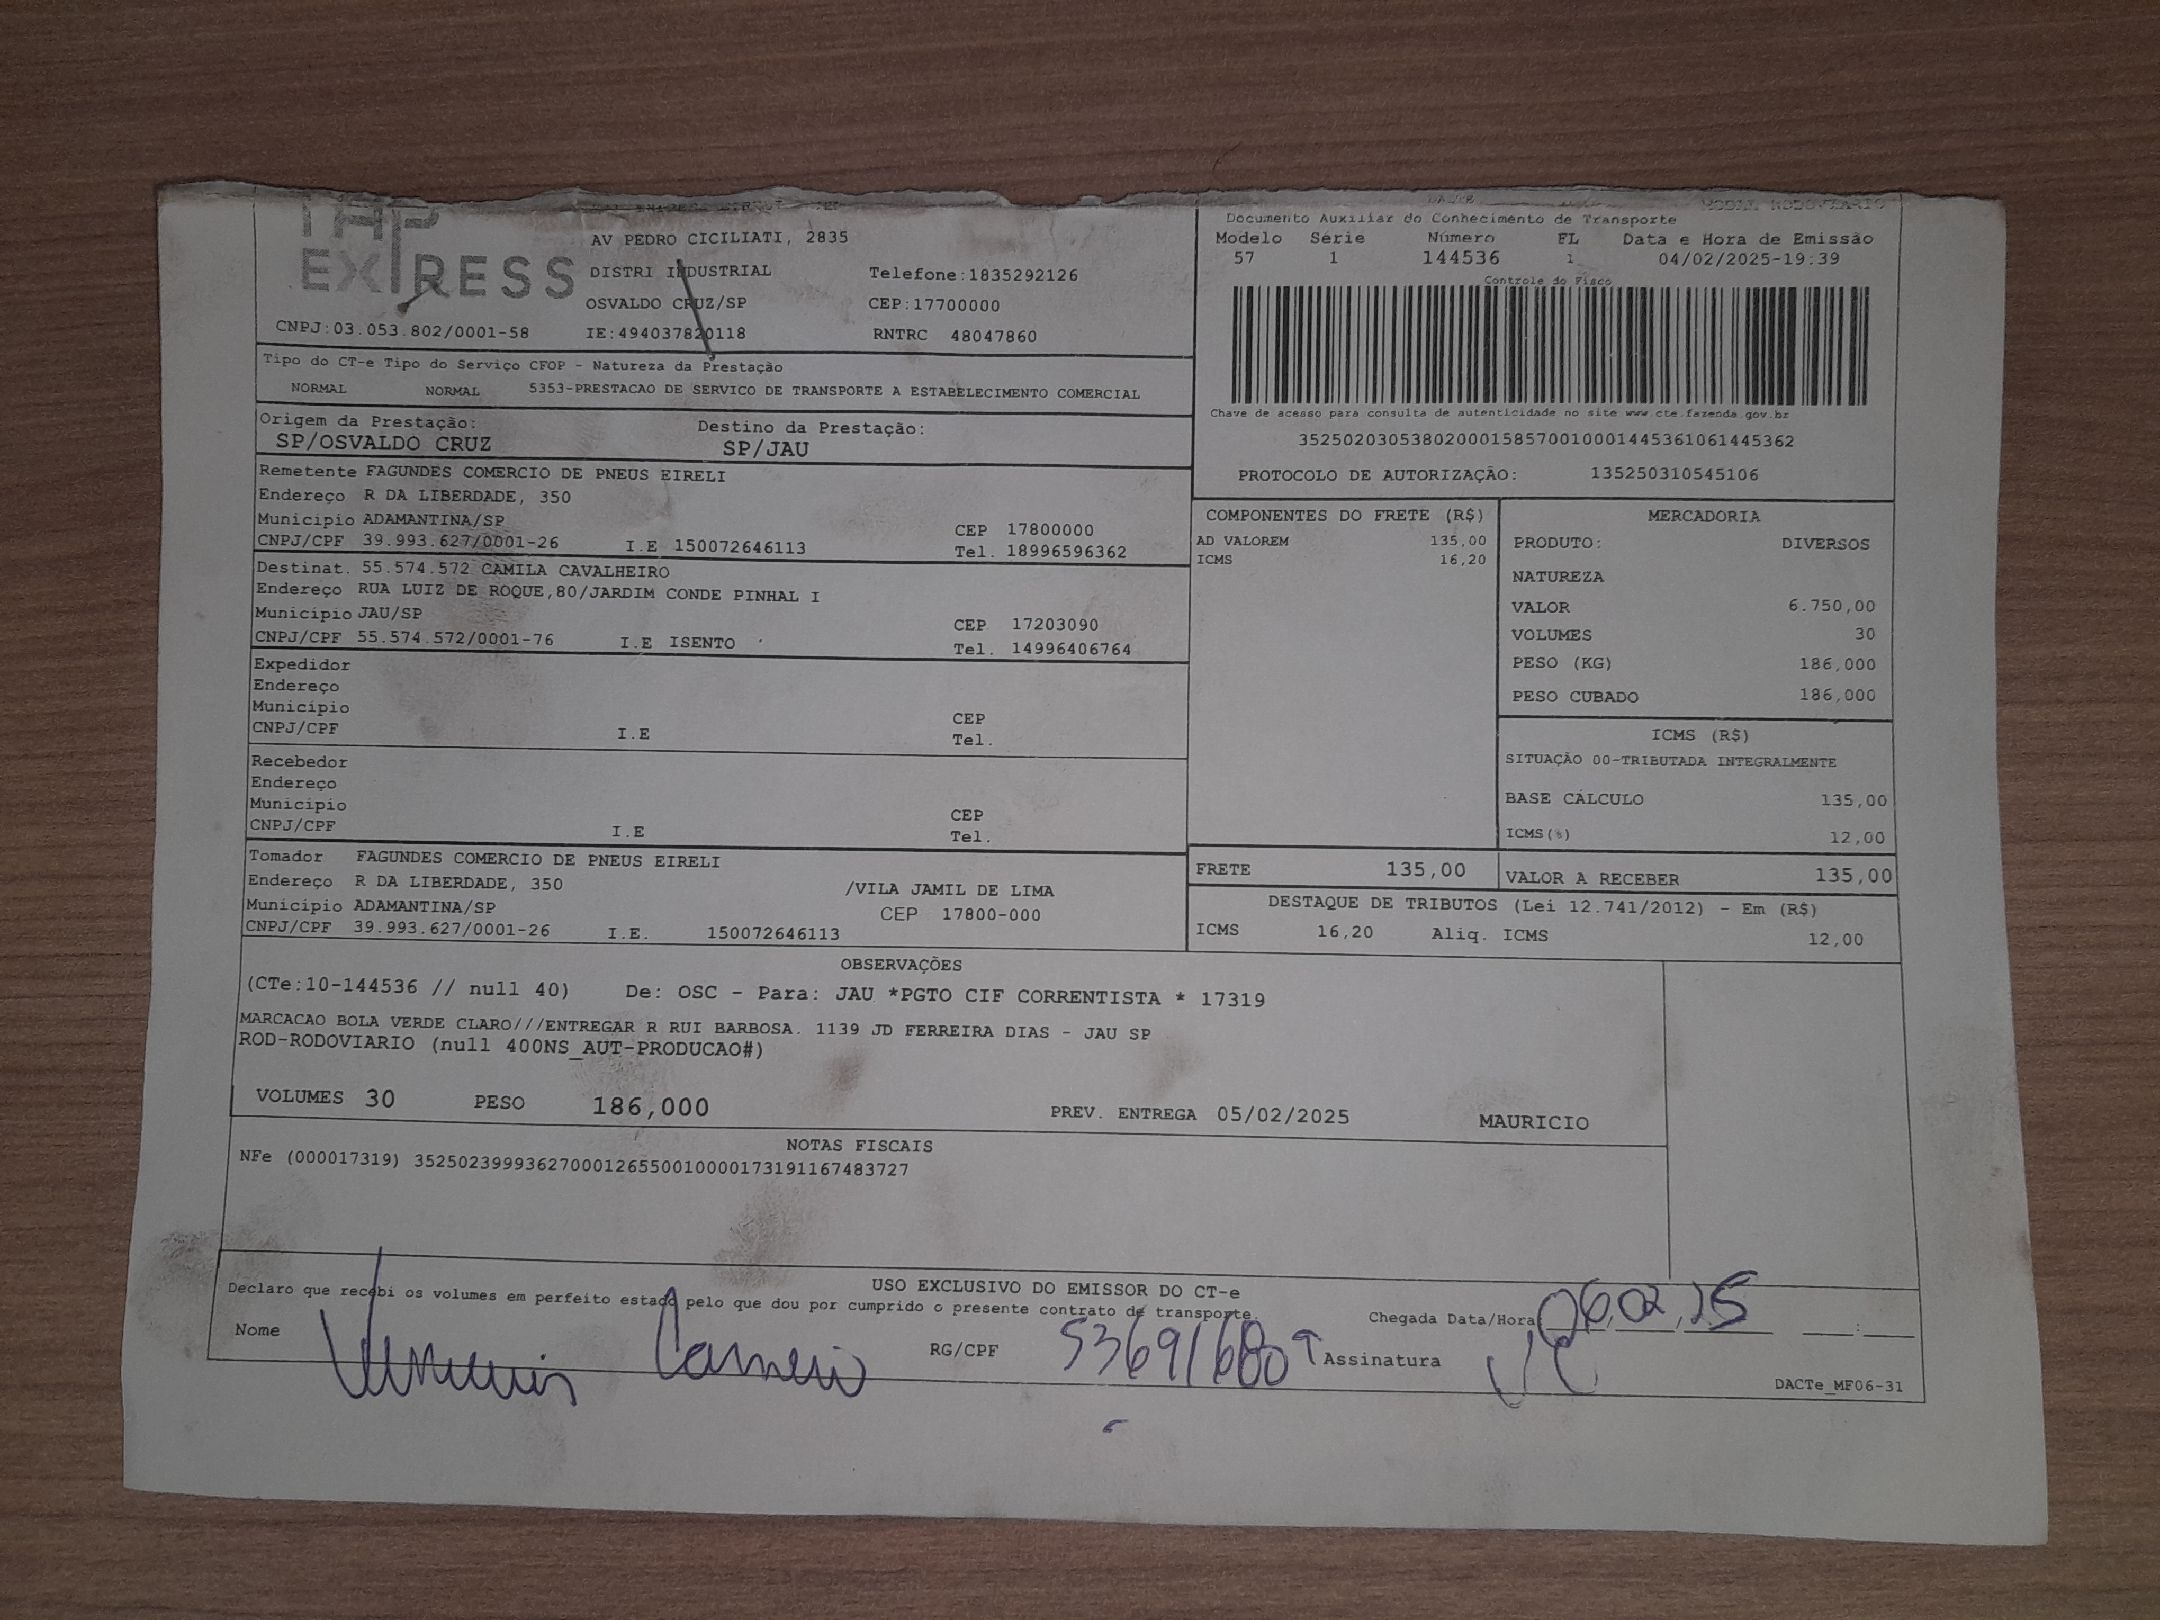 TAP
EXPRESS
AV PEDRO CICILIATI, 2835
DISTRI INDUSTRIAL Telefone:1835292126
OSVALDO CRUZ/SP CEP:17700000
CNPJ:03.053.802/0001-58 IE:494037820118 RNTRC 48047860
MODAL RODOVIARIO
Documento Auxiliar do Conhecimento de Transporte
Modelo Série Número FL Data e Hora de Emissão
57 1 144536 1 04/02/2025-19:39
Controle do Fisco
Chave de acesso para consulta de autenticidade no site www.cte.fazenda.gov.br
35250203053802000158570010001445361061445362
PROTOCOLO DE AUTORIZAÇÃO: 135250310545106
Tipo do CT-e Tipo do Serviço CFOP - Natureza da Prestação
NORMAL NORMAL 5353-PRESTACAO DE SERVICO DE TRANSPORTE A ESTABELECIMENTO COMERCIAL
Origem da Prestação: Destino da Prestação:
SP/OSVALDO CRUZ SP/JAU
Remetente FAGUNDES COMERCIO DE PNEUS EIRELI
Endereço R DA LIBERDADE, 350
Municipio ADAMANTINA/SP CEP 17800000
CNPJ/CPF 39.993.627/0001-26 I.E 150072646113 Tel. 18996596362
Destinat. 55.574.572 CAMILA CAVALHEIRO
Endereço RUA LUIZ DE ROQUE,80/JARDIM CONDE PINHAL I
Município JAU/SP CEP 17203090
CNPJ/CPF 55.574.572/0001-76 I.E ISENTO Tel. 14996406764
Expedidor
Endereço
Município CEP
CNPJ/CPF I.E Tel.
Recebedor
Endereço
Município CEP
CNPJ/CPF I.E Tel.
Tomador FAGUNDES COMERCIO DE PNEUS EIRELI
Endereço R DA LIBERDADE, 350 /VILA JAMIL DE LIMA
Município ADAMANTINA/SP CEP 17800-000
CNPJ/CPF 39.993.627/0001-26 I.E. 150072646113
COMPONENTES DO FRETE (R$)
AD VALOREM 135,00
ICMS 16,20
MERCADORIA
PRODUTO: DIVERSOS
NATUREZA
VALOR 6.750,00
VOLUMES 30
PESO (KG) 186,000
PESO CUBADO 186,000
ICMS (R$)
SITUAÇÃO 00-TRIBUTADA INTEGRALMENTE
BASE CÁLCULO 135,00
ICMS(%) 12,00
FRETE 135,00 VALOR A RECEBER 135,00
DESTAQUE DE TRIBUTOS (Lei 12.741/2012) - Em (R$)
ICMS 16,20 Aliq. ICMS 12,00
OBSERVAÇÕES
(CTe:10-144536 // null 40) De: OSC - Para: JAU *PGTO CIF CORRENTISTA * 17319
MARCACAO BOLA VERDE CLARO///ENTREGAR R RUI BARBOSA. 1139 JD FERREIRA DIAS - JAU SP
ROD-RODOVIARIO (null 400NS_AUT-PRODUCAO#)
VOLUMES 30 PESO 186,000 PREV. ENTREGA 05/02/2025 MAURICIO
NOTAS FISCAIS
NFe (000017319) 35250239993627000126550010000173191167483727
USO EXCLUSIVO DO EMISSOR DO CT-e
Declaro que recebi os volumes em perfeito estado pelo que dou por cumprido o presente contrato de transporte.
Chegada Data/Hora 06,02,25 :
Nome RG/CPF 536916809 Assinatura
DACTe_MF06-31